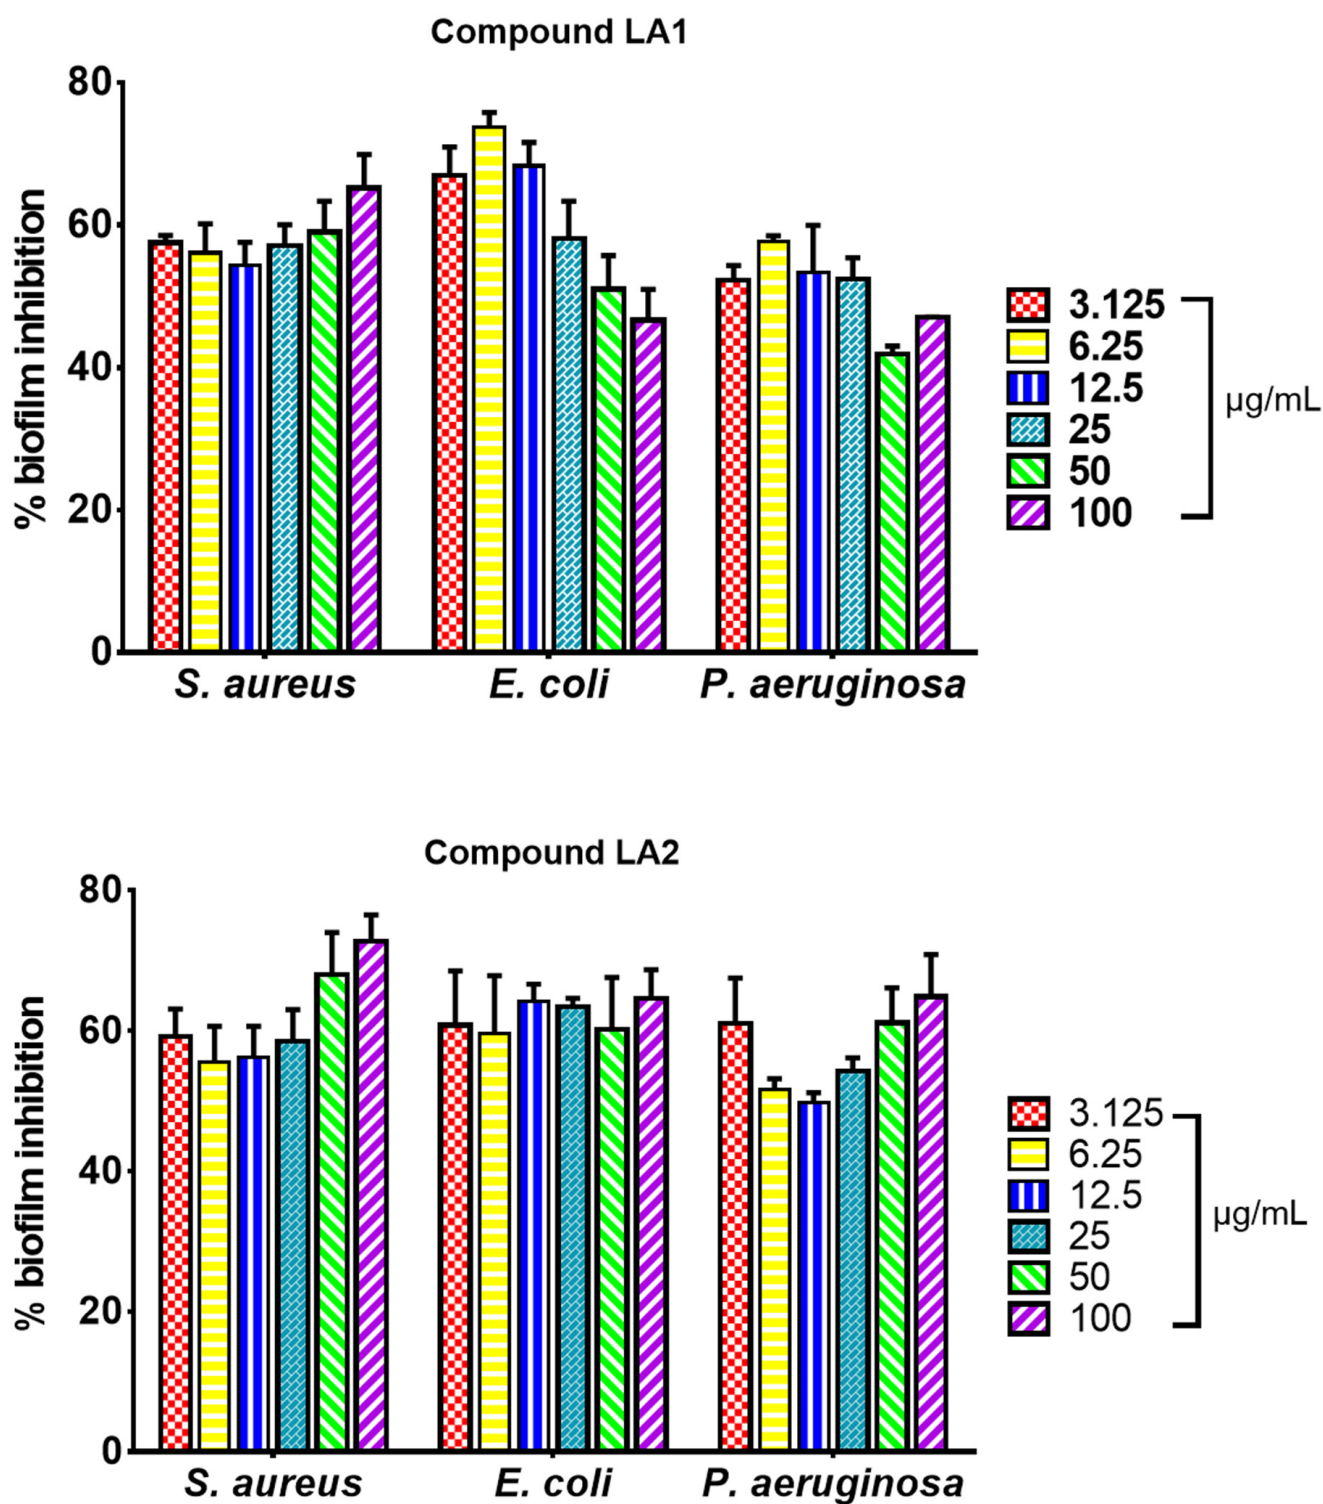 Compound LA1
% biofilm inhibition
80
60
40
20
0
S. aureus E. coli P. aeruginosa
3.125
6.25
12.5
25
50
100
µg/mL
Compound LA2
% biofilm inhibition
80
60
40
20
0
S. aureus E. coli P. aeruginosa
3.125
6.25
12.5
25
50
100
µg/mL